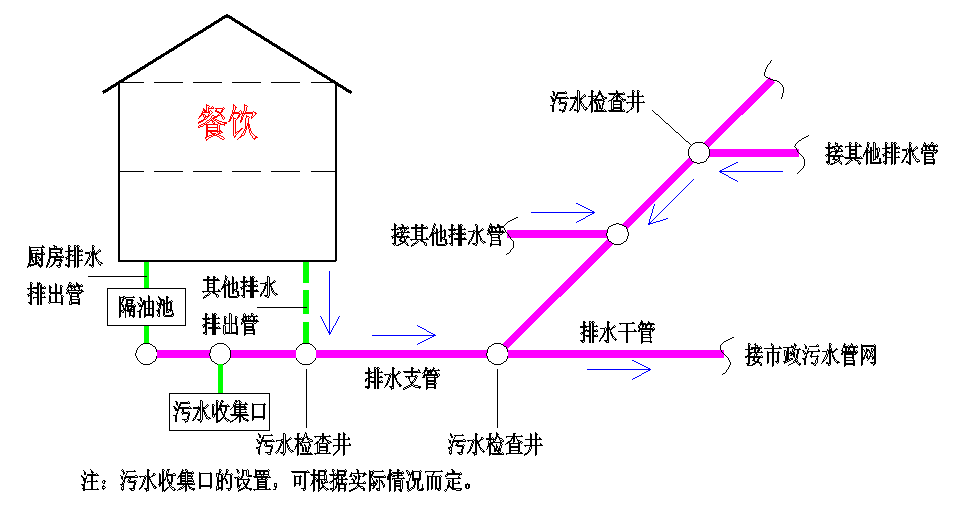 餐饮
污水检查井
接其他排水管
接其他排水管
厨房排水
排出管
隔油池
其他排水
排出管
排水干管
接市政污水管网
排水支管
污水收集口
污水检查井
污水检查井
注：污水收集口的设置，可根据实际情况而定。